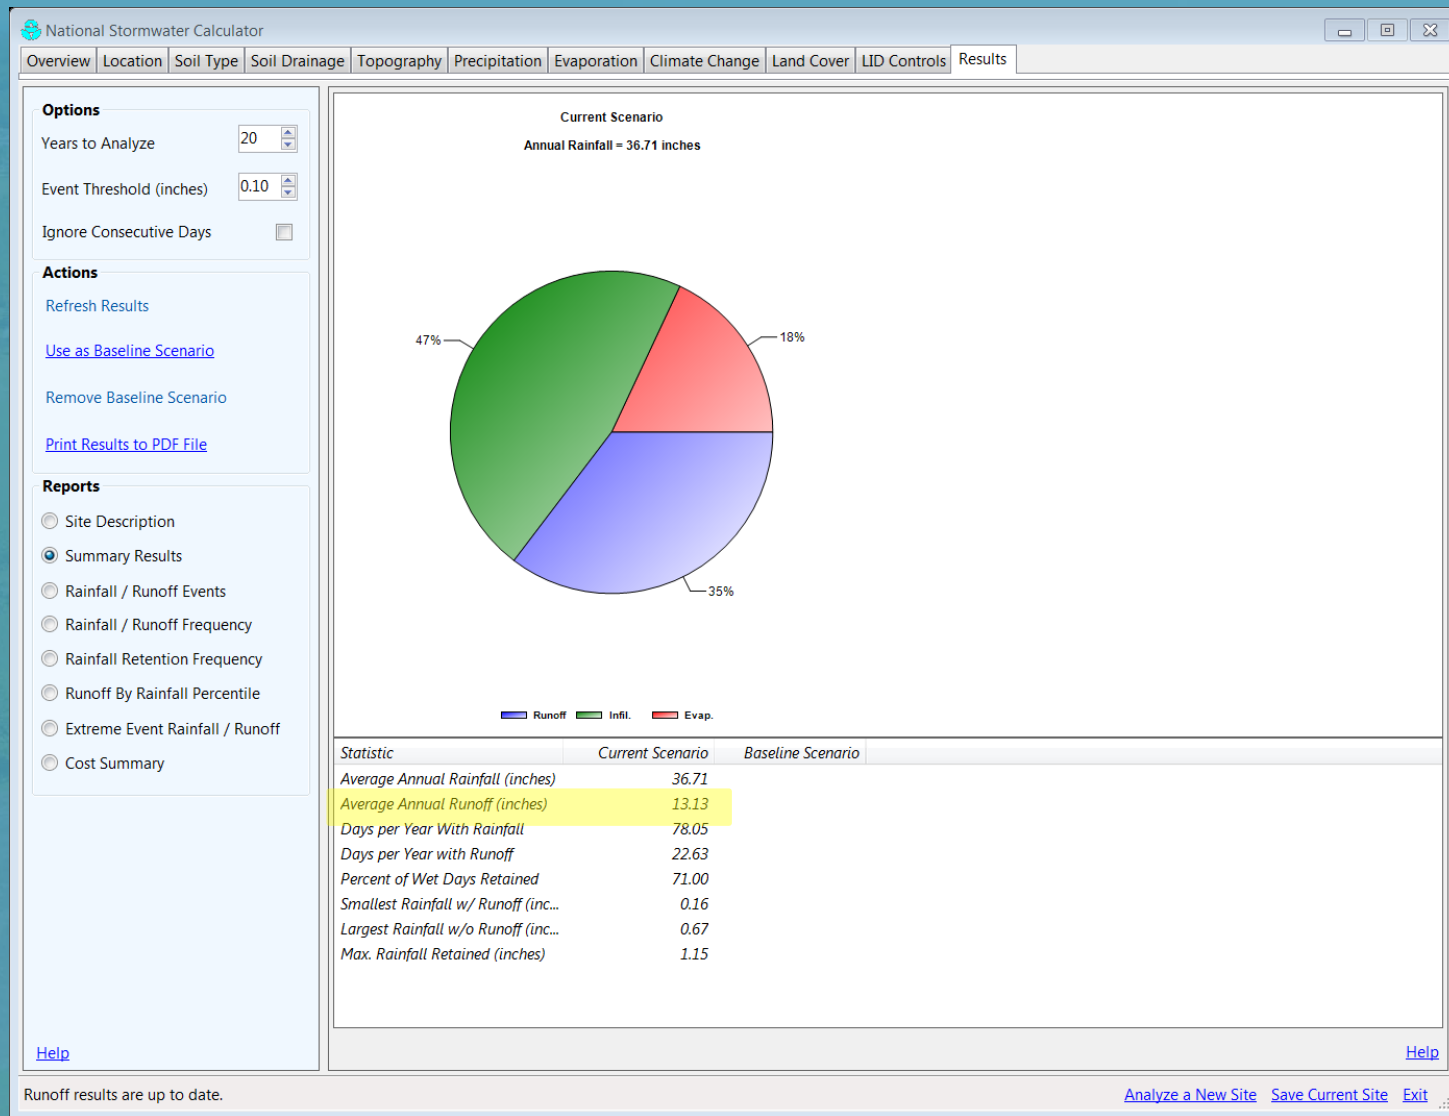 National Stormwater Calculator
Overview Location Soil Type Soil Drainage Topography Precipitation Evaporation Climate Change Land Cover LID Controls Results
Options
Years to Analyze 20
Event Threshold (inches) 0.10
Ignore Consecutive Days
Actions
Refresh Results
Use as Baseline Scenario
Remove Baseline Scenario
Print Results to PDF File
Reports
Site Description
Summary Results
Rainfall / Runoff Events
Rainfall / Runoff Frequency
Rainfall Retention Frequency
Runoff By Rainfall Percentile
Extreme Event Rainfall / Runoff
Cost Summary
Help
Current Scenario
Annual Rainfall = 36.71 inches
47%
18%
35%
Runoff Infil. Evap.
Statistic Current Scenario Baseline Scenario
Average Annual Rainfall (inches) 36.71
Average Annual Runoff (inches) 13.13
Days per Year With Rainfall 78.05
Days per Year with Runoff 22.63
Percent of Wet Days Retained 71.00
Smallest Rainfall w/ Runoff (inc... 0.16
Largest Rainfall w/o Runoff (inc... 0.67
Max. Rainfall Retained (inches) 1.15
Help
Runoff results are up to date.
Analyze a New Site Save Current Site Exit